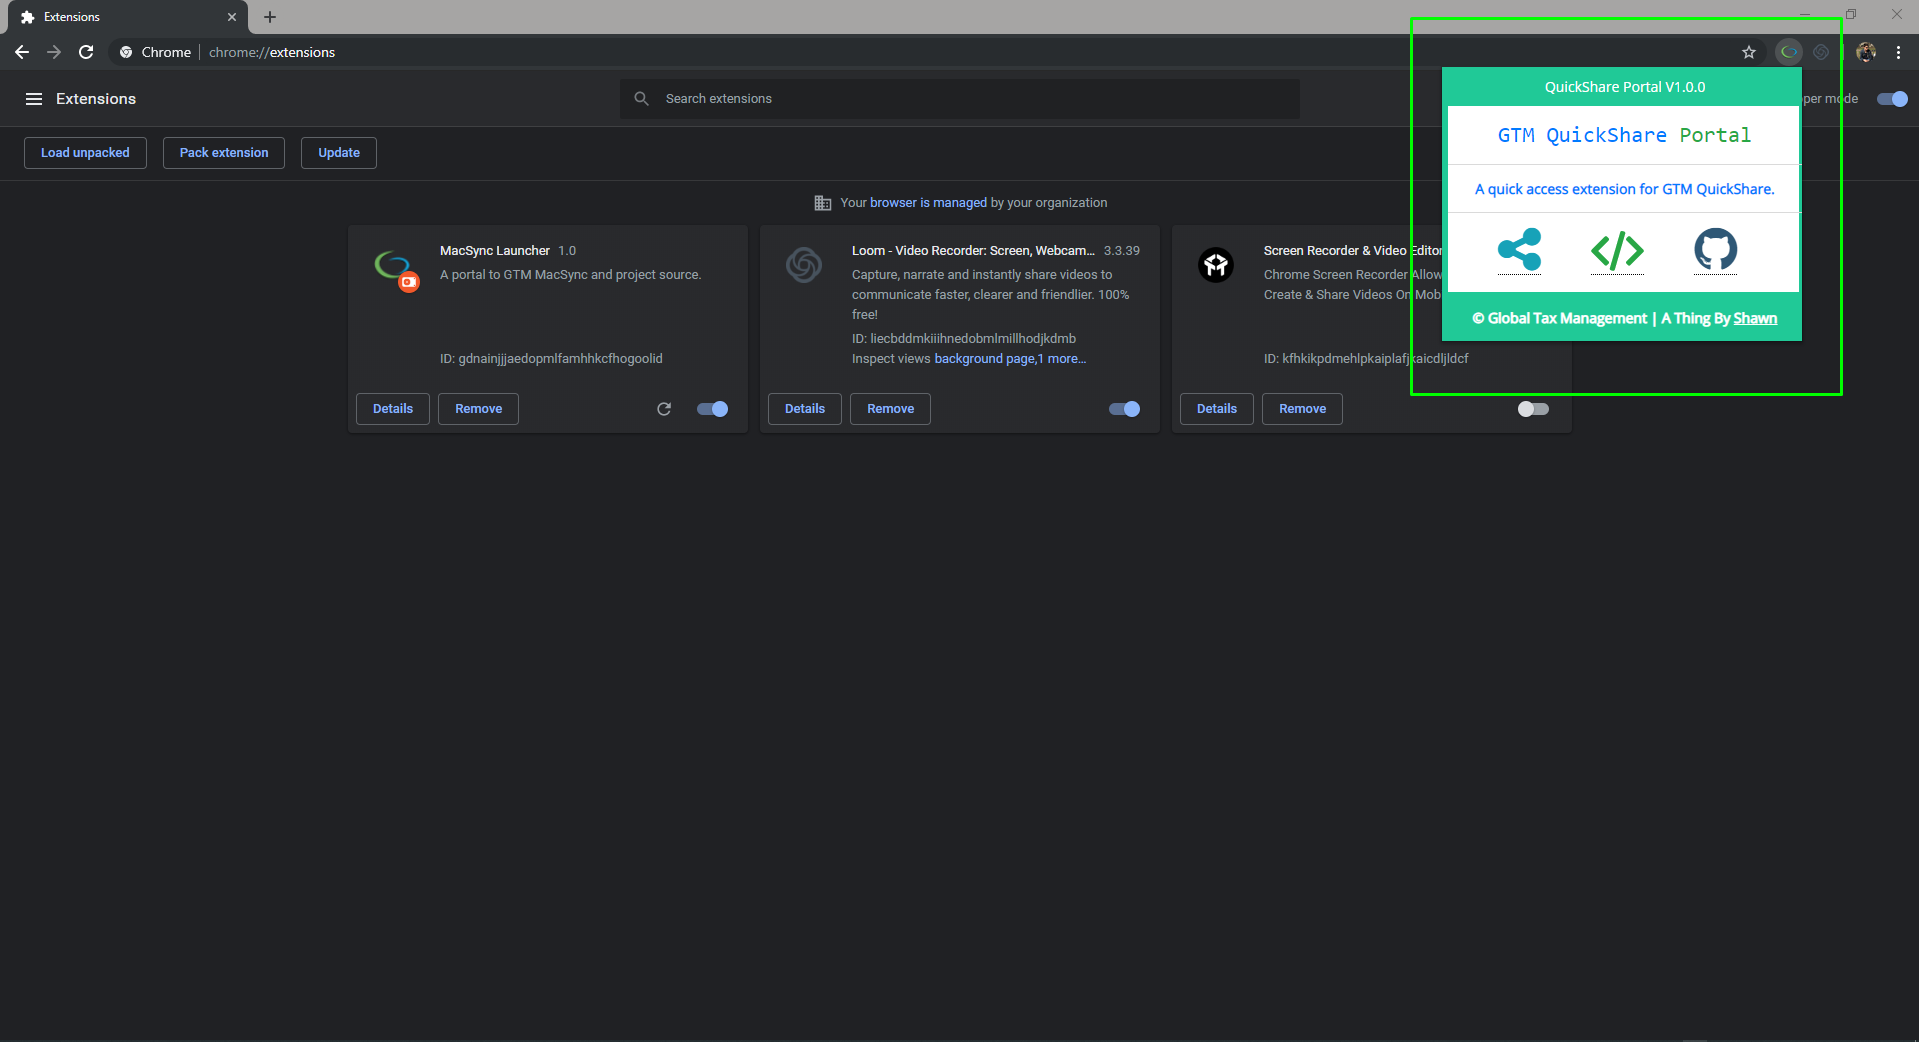 Extensions
Chrome
chrome://extensions
Extensions
Search extensions
per mode
Load unpacked
Pack extension
Update
Your browser is managed by your organization
MacSync Launcher 1.0
A portal to GTM MacSync and project source.
ID: gdnainjjjaedopmlfamhhkcfhogoolid
Details
Remove
Loom - Video Recorder: Screen, Webcam... 3.3.39
Capture, narrate and instantly share videos to
communicate faster, clearer and friendlier. 100%
free!
ID: liecbddmkiiihnedobmlmillhodjkdmb
Inspect views background page,1 more...
Details
Remove
Screen Recorder & Video Editor
Chrome Screen Recorder Allow
Create & Share Videos On Mob
ID: kfhkikpdmehlpkaiplafjkaicdljldcf
Details
Remove
QuickShare Portal V1.0.0
GTM QuickShare Portal
A quick access extension for GTM QuickShare.
© Global Tax Management | A Thing By Shawn